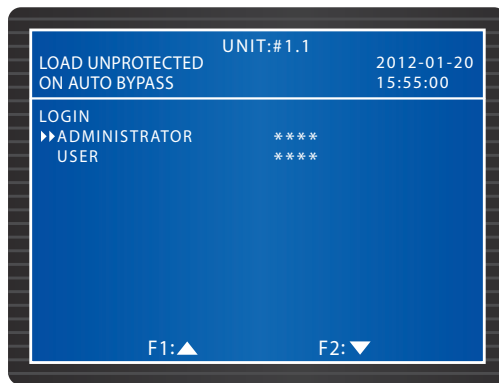 UNIT:#1.1
LOAD UNPROTECTED 2012-01-20
ON AUTO BYPASS 15:55:00
LOGIN
▶▶ADMINISTRATOR ****
USER ****
F1:▲ F2:▼